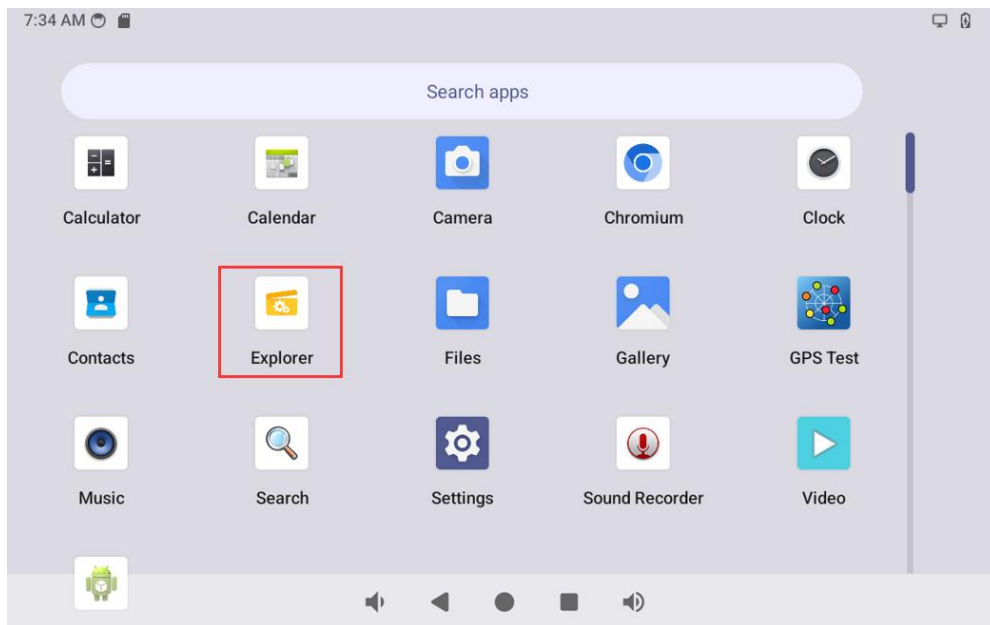 7:34 AM
Search apps
Calculator
Calendar
Camera
Chromium
Clock
Contacts
Explorer
Files
Gallery
GPS Test
Music
Search
Settings
Sound Recorder
Video